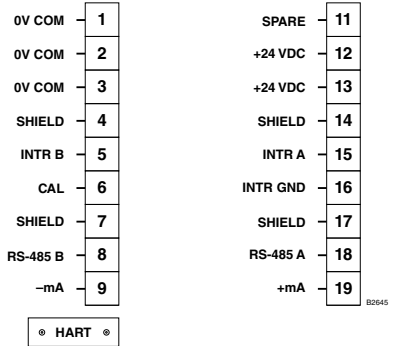 0V COM 1
0V COM 2
0V COM 3
SHIELD 4
INTR B 5
CAL 6
SHIELD 7
RS-485 B 8
–mA 9
HART
SPARE 11
+24 VDC 12
+24 VDC 13
SHIELD 14
INTR A 15
INTR GND 16
SHIELD 17
RS-485 A 18
+mA 19
B2645